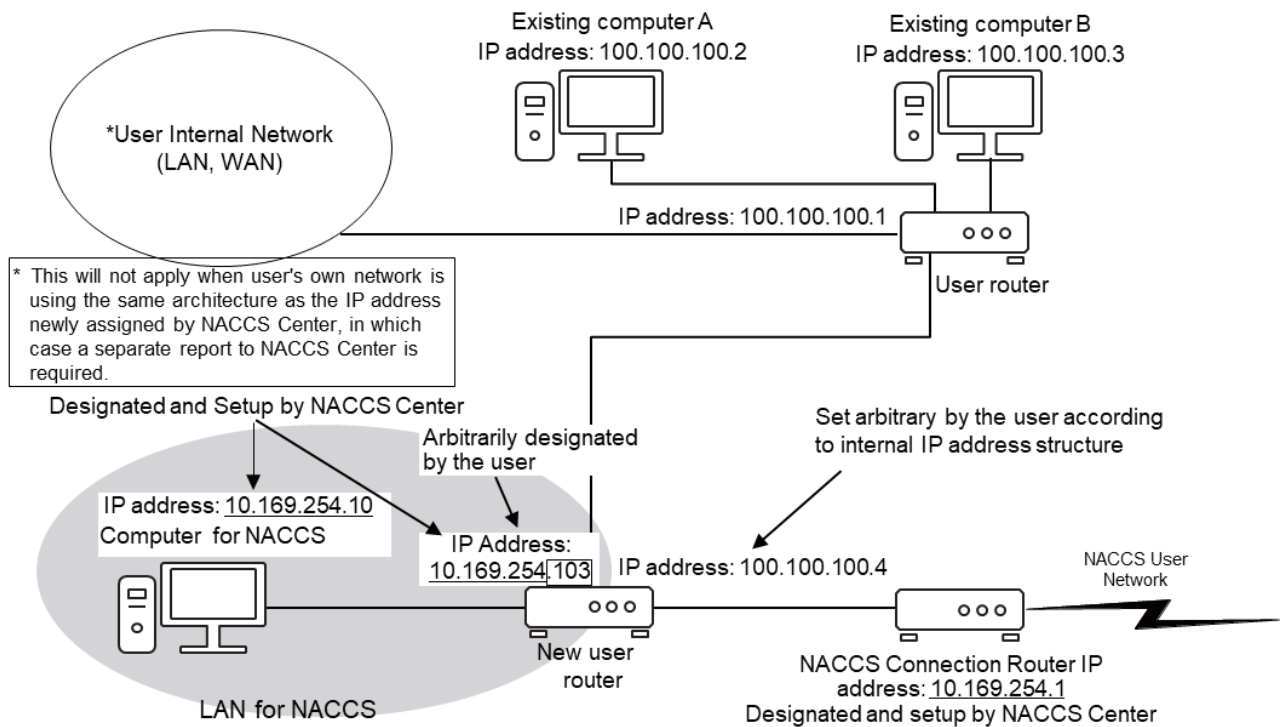 Existing computer A
IP address: 100.100.100.2
Existing computer B
IP address: 100.100.100.3
*User Internal Network
(LAN, WAN)
IP address: 100.100.100.1
User router
* This will not apply when user's own network is
using the same architecture as the IP address
newly assigned by NACCS Center, in which
case a separate report to NACCS Center is
required.
Designated and Setup by NACCS Center
Arbitrarily designated
by the user
Set arbitrary by the user according
to internal IP address structure
IP address: 10.169.254.10
Computer for NACCS
IP Address:
10.169.254.103
IP address: 100.100.100.4
NACCS User
Network
New user
router
NACCS Connection Router IP
address: 10.169.254.1
Designated and setup by NACCS Center
LAN for NACCS